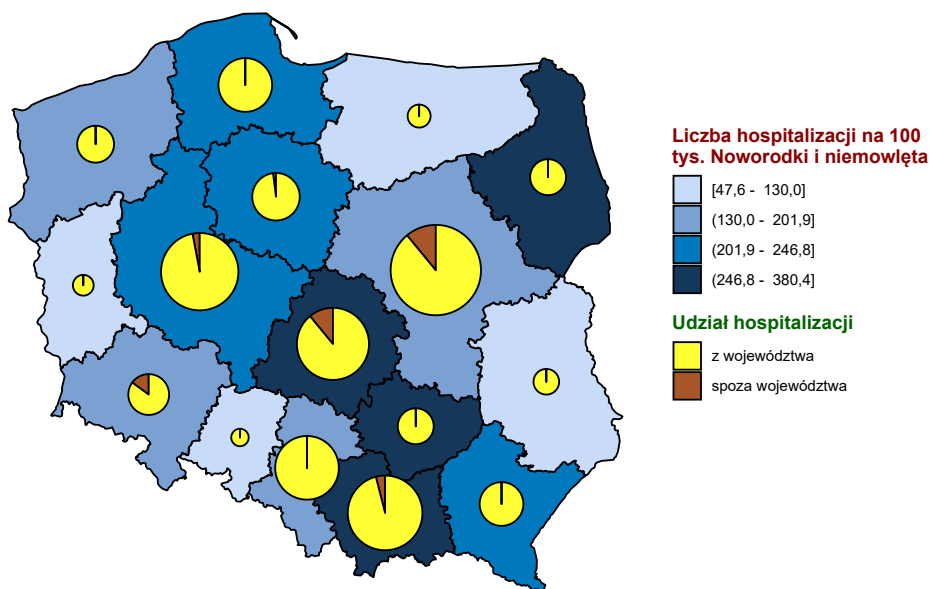 Liczba hospitalizacji na 100
tys. Noworodki i niemowlęta
[47,6 - 130,0]
(130,0 - 201,9]
(201,9 - 246,8]
(246,8 - 380,4]
Udział hospitalizacji
z województwa
spoza województwa